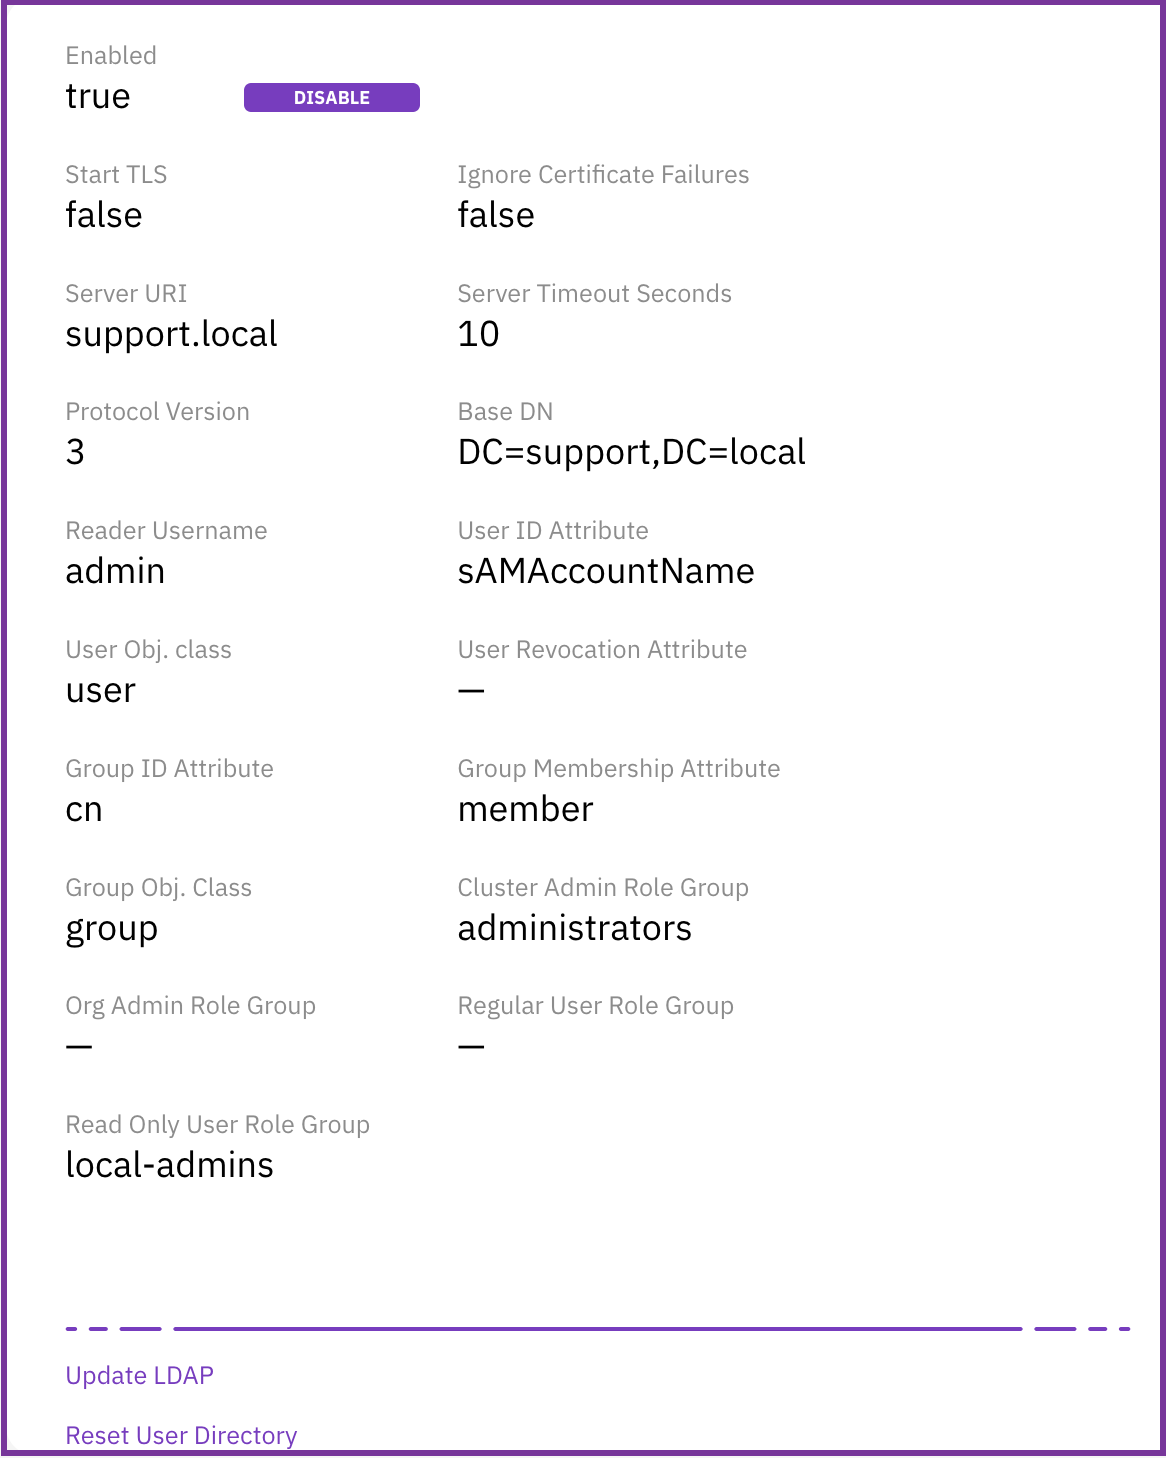 Enabled
true DISABLE
Start TLS Ignore Certificate Failures
false false
Server URI Server Timeout Seconds
support.local 10
Protocol Version Base DN
3 DC=support,DC=local
Reader Username User ID Attribute
admin sAMAccountName
User Obj. class User Revocation Attribute
user —
Group ID Attribute Group Membership Attribute
cn member
Group Obj. Class Cluster Admin Role Group
group administrators
Org Admin Role Group Regular User Role Group
— —
Read Only User Role Group
local-admins
Update LDAP
Reset User Directory